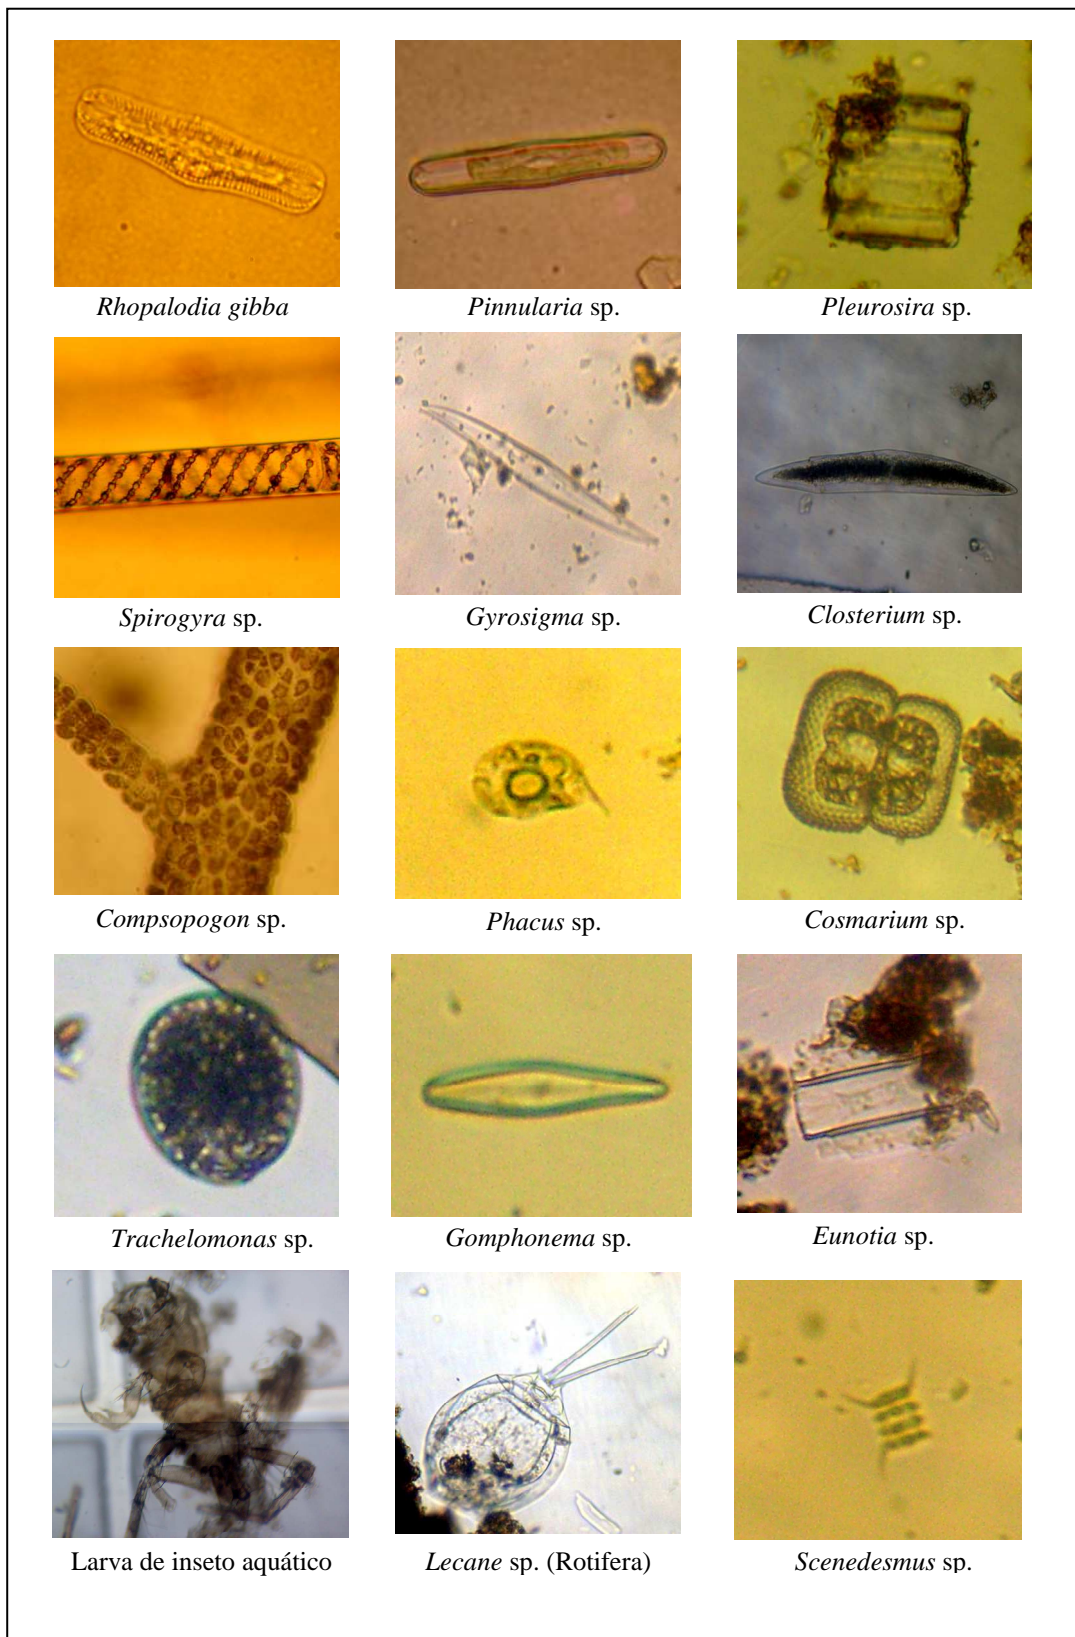 Rhopalodia gibba
Pinnularia sp.
Pleurosira sp.
Spirogyra sp.
Gyrosigma sp.
Closterium sp.
Compsopogon sp.
Phacus sp.
Cosmarium sp.
Trachelomonas sp.
Gomphonema sp.
Eunotia sp.
Larva de inseto aquático
Lecane sp. (Rotifera)
Scenedesmus sp.